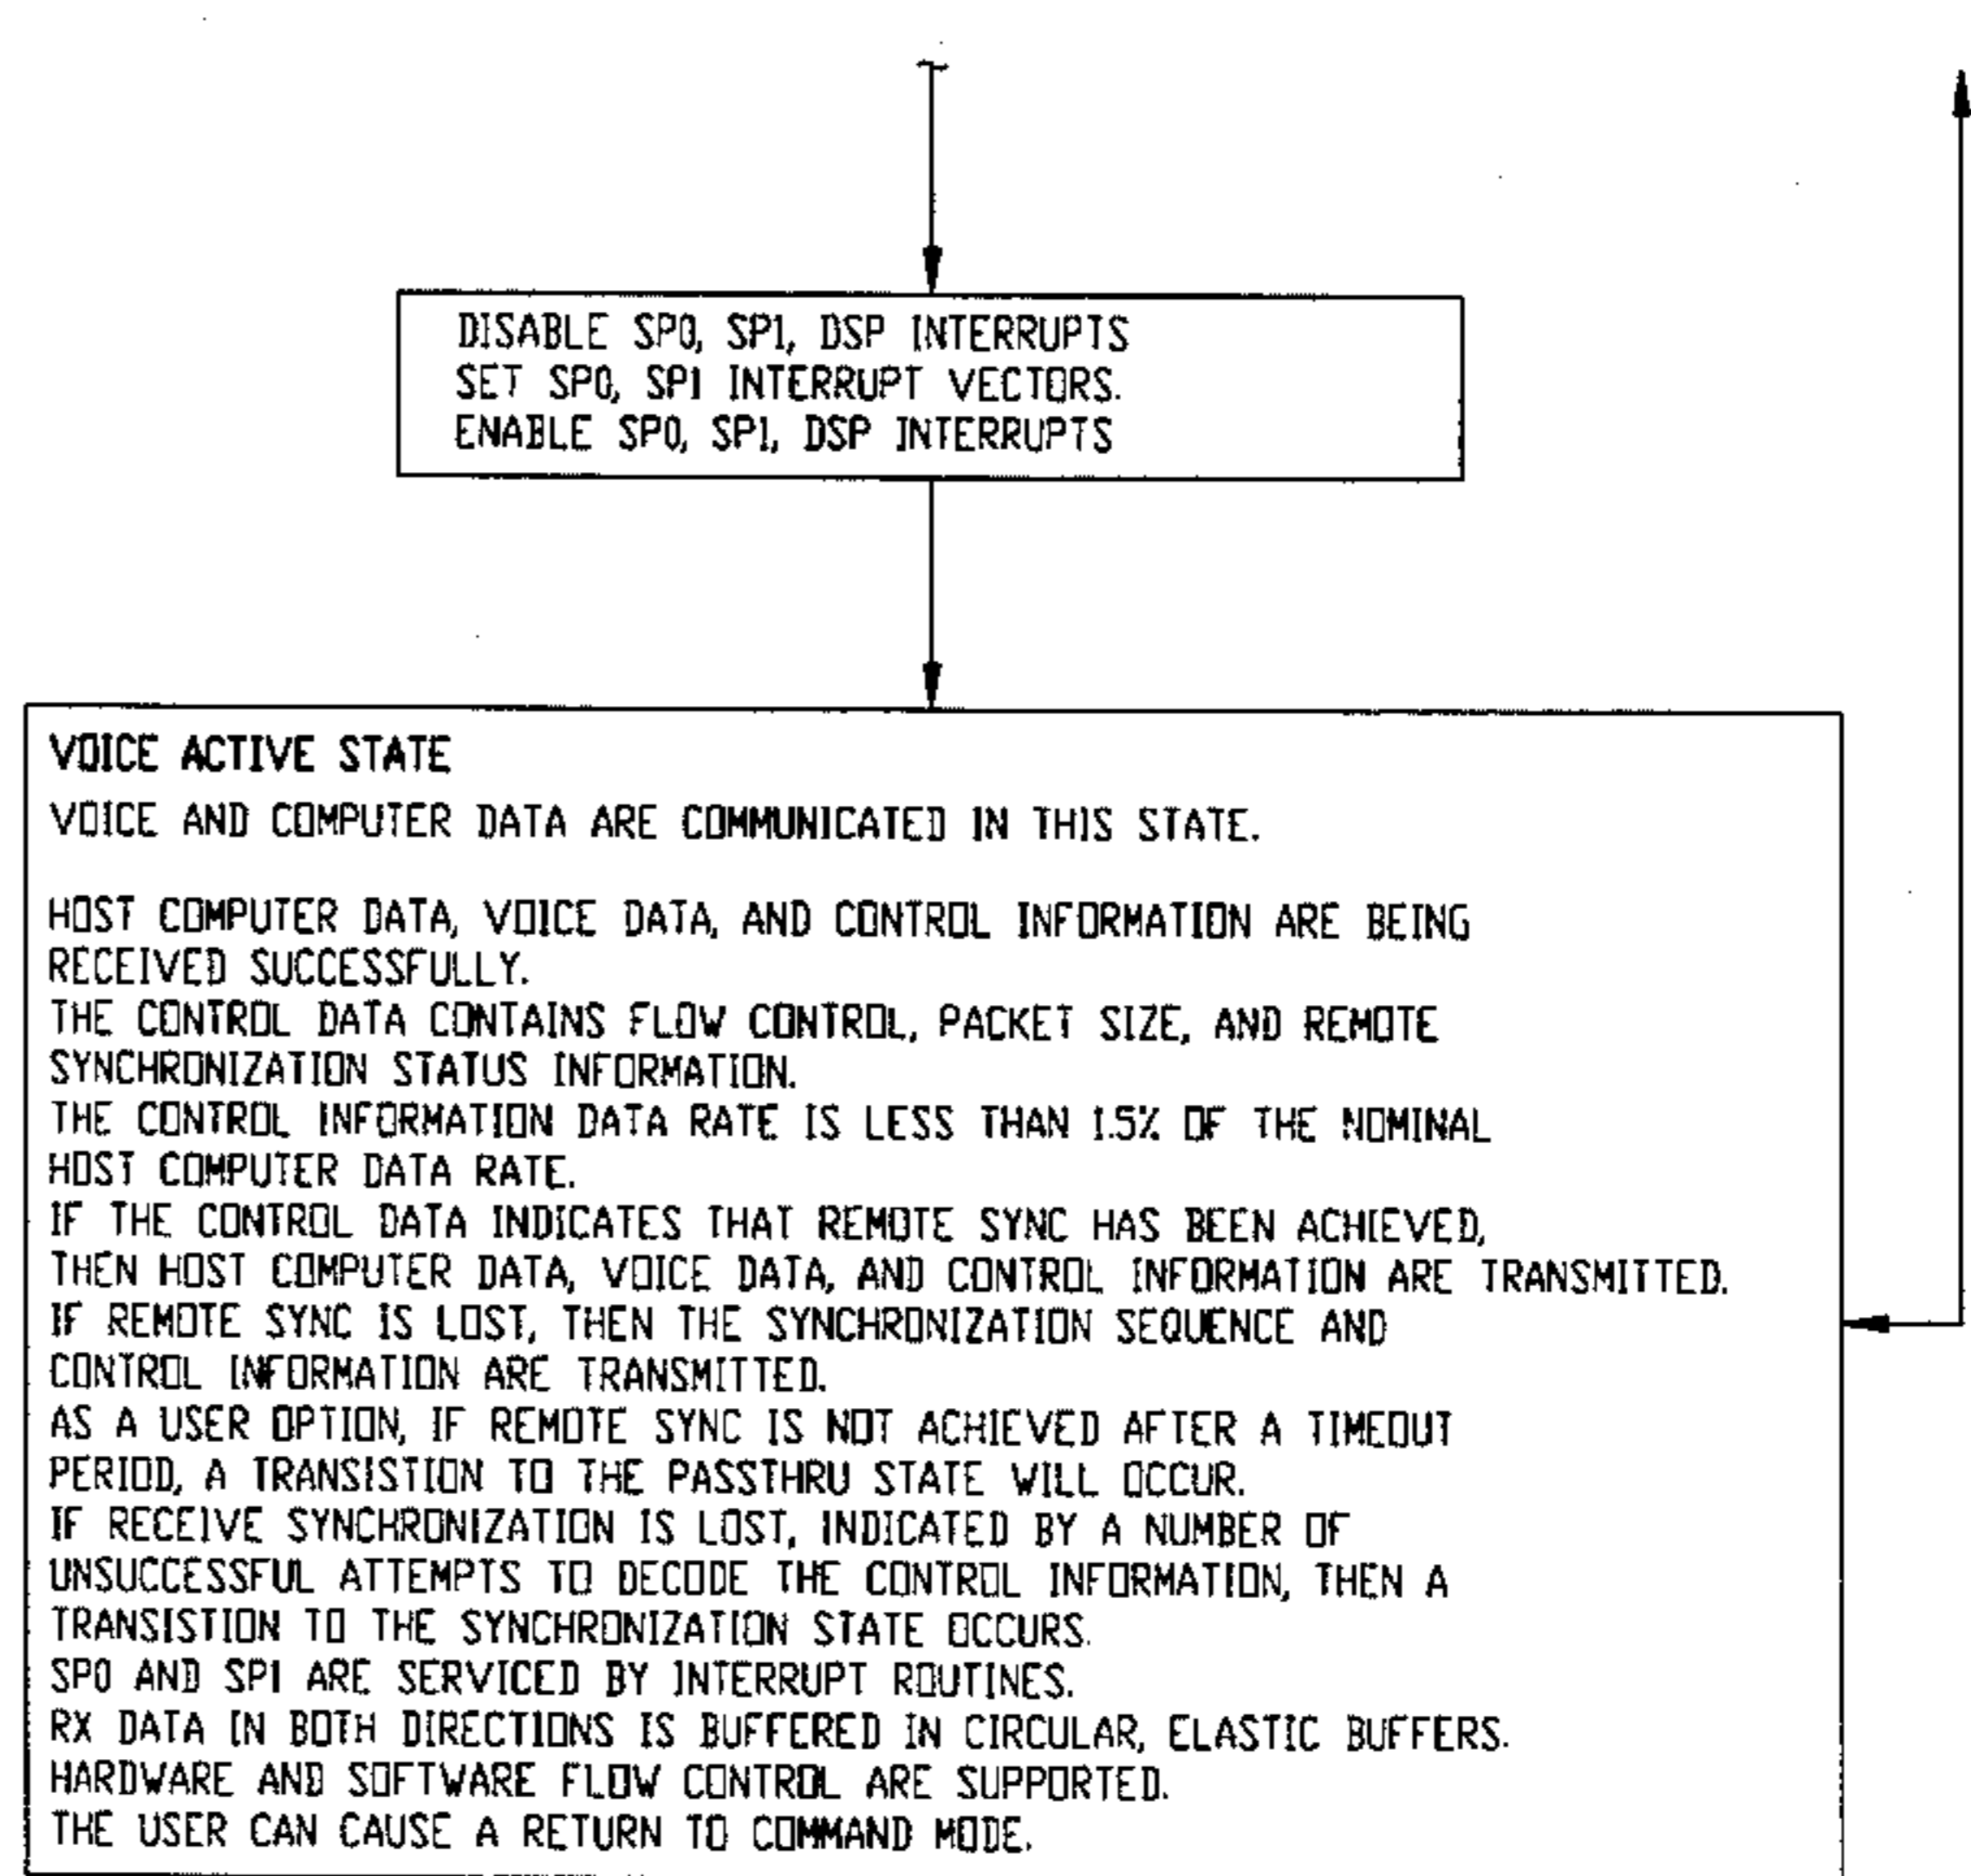 DISABLE SP0, SP1, DSP INTERRUPTS
SET SP0, SP1 INTERRUPT VECTORS.
ENABLE SP0, SP1, DSP INTERRUPTS
VOICE ACTIVE STATE
VOICE AND COMPUTER DATA ARE COMMUNICATED IN THIS STATE.
HOST COMPUTER DATA, VOICE DATA, AND CONTROL INFORMATION ARE BEING
RECEIVED SUCCESSFULLY.
THE CONTROL DATA CONTAINS FLOW CONTROL, PACKET SIZE, AND REMOTE
SYNCHRONIZATION STATUS INFORMATION.
THE CONTROL INFORMATION DATA RATE IS LESS THAN 1.5% OF THE NOMINAL
HOST COMPUTER DATA RATE.
IF THE CONTROL DATA INDICATES THAT REMOTE SYNC HAS BEEN ACHIEVED,
THEN HOST COMPUTER DATA, VOICE DATA, AND CONTROL INFORMATION ARE TRANSMITTED.
IF REMOTE SYNC IS LOST, THEN THE SYNCHRONIZATION SEQUENCE AND
CONTROL INFORMATION ARE TRANSMITTED.
AS A USER OPTION, IF REMOTE SYNC IS NOT ACHIEVED AFTER A TIMEOUT
PERIOD, A TRANSISTION TO THE PASSTHRU STATE WILL OCCUR.
IF RECEIVE SYNCHRONIZATION IS LOST, INDICATED BY A NUMBER OF
UNSUCCESSFUL ATTEMPTS TO DECODE THE CONTROL INFORMATION, THEN A
TRANSISTION TO THE SYNCHRONIZATION STATE OCCURS.
SP0 AND SP1 ARE SERVICED BY INTERRUPT ROUTINES.
RX DATA IN BOTH DIRECTIONS IS BUFFERED IN CIRCULAR, ELASTIC BUFFERS.
HARDWARE AND SOFTWARE FLOW CONTROL ARE SUPPORTED.
THE USER CAN CAUSE A RETURN TO COMMAND MODE.